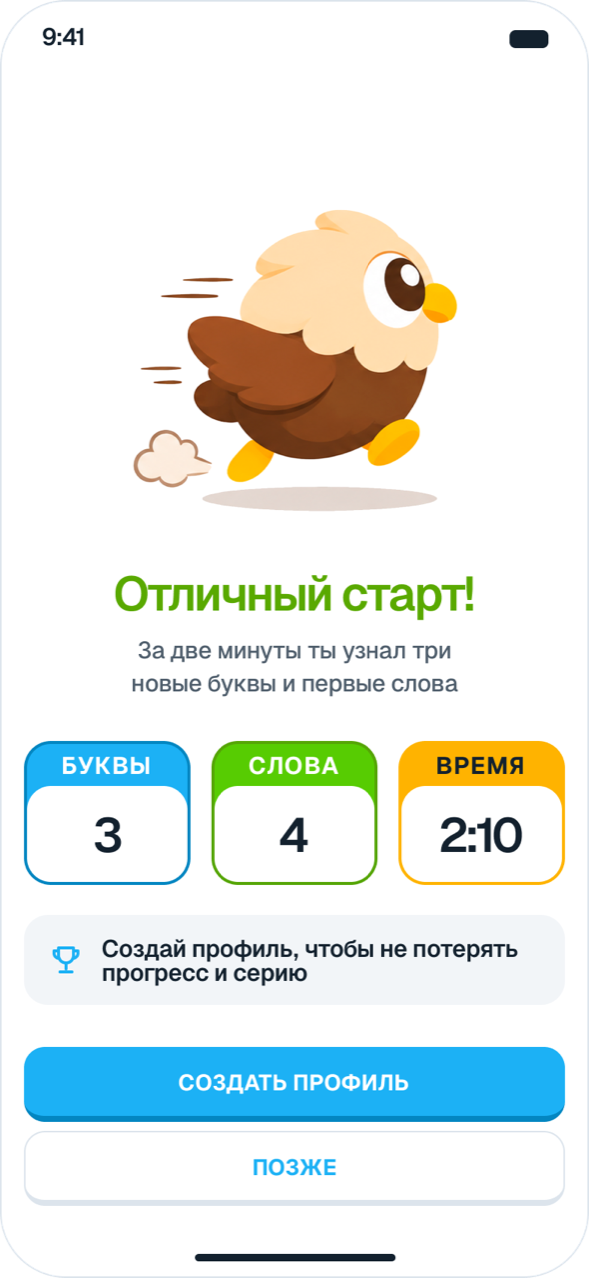 9:41
Отличный старт!
За две минуты ты узнал три
новые буквы и первые слова
БУКВЫ
СЛОВА
ВРЕМЯ
3
4
2:10
Создай профиль, чтобы не потерять
прогресс и серию
СОЗДАТЬ ПРОФИЛЬ
ПОЗЖЕ